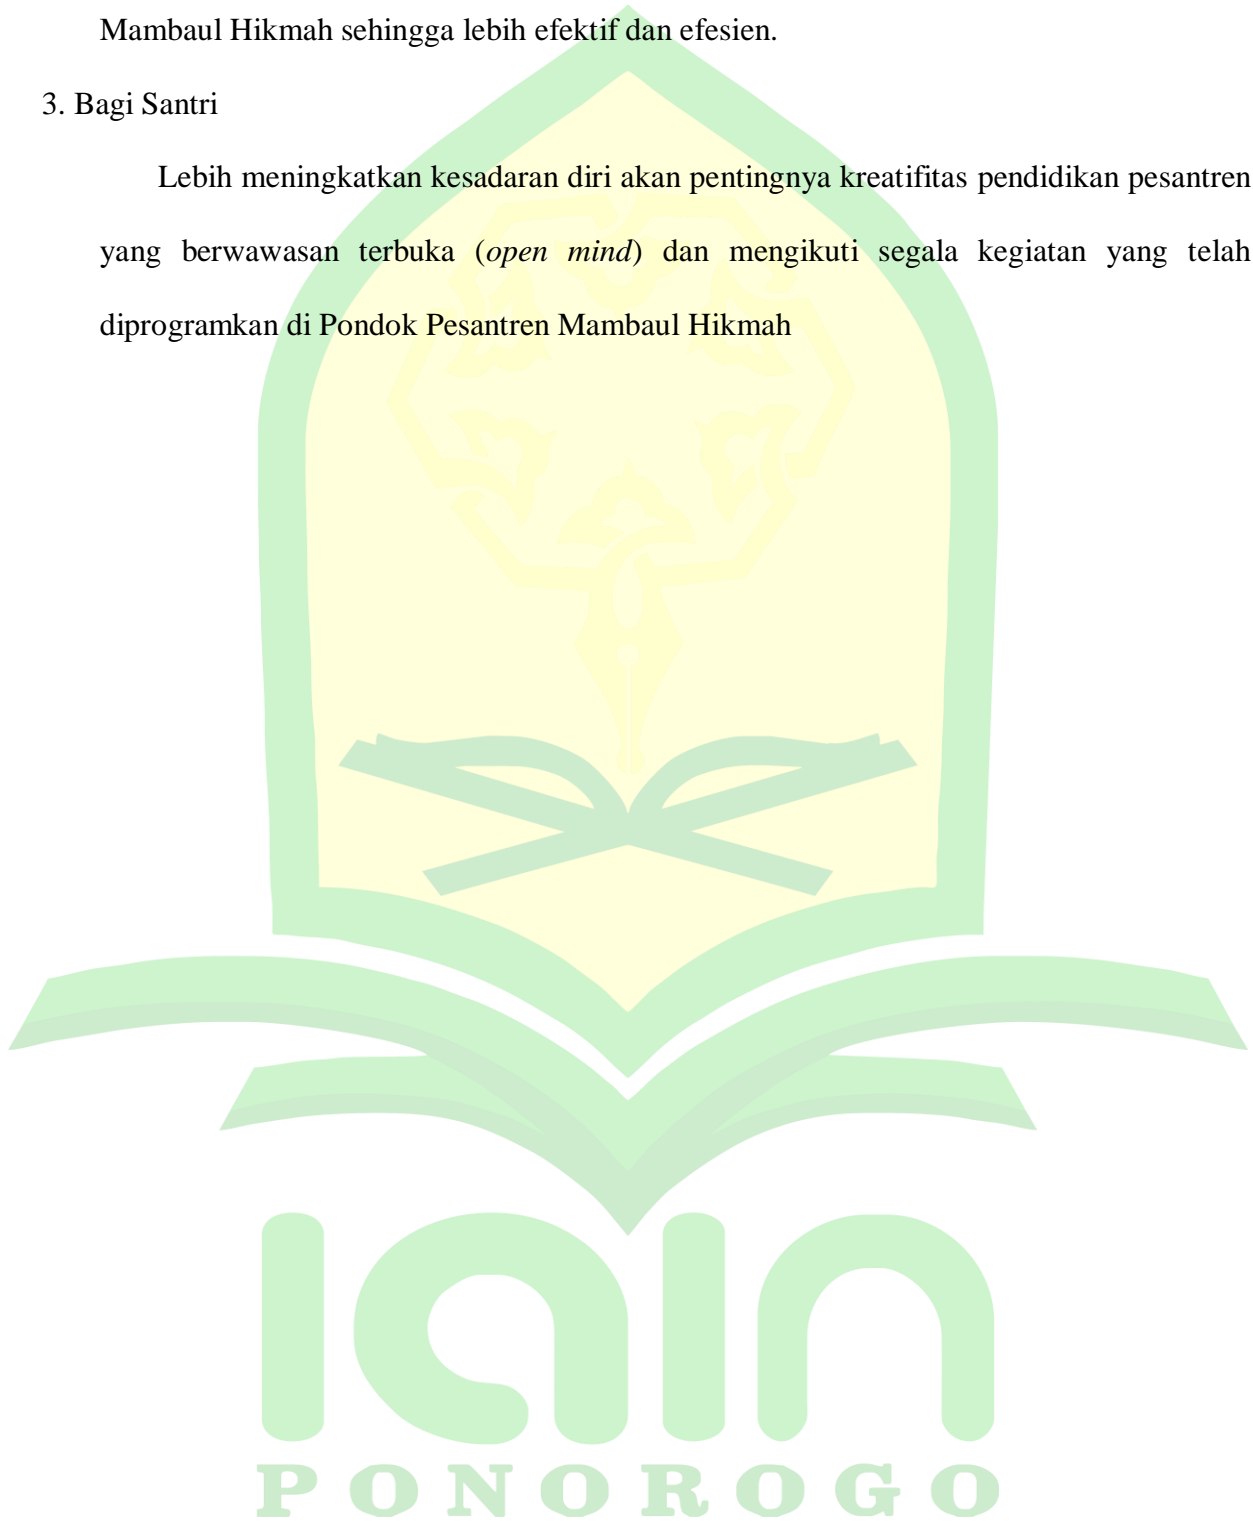 Mambaul Hikmah sehingga lebih efektif dan efesien.
3. Bagi Santri
Lebih meningkatkan kesadaran diri akan pentingnya kreatifitas pendidikan pesantren
yang berwawasan terbuka (open mind) dan mengikuti segala kegiatan yang telah
diprogramkan di Pondok Pesantren Mambaul Hikmah
iain
PONOROGO